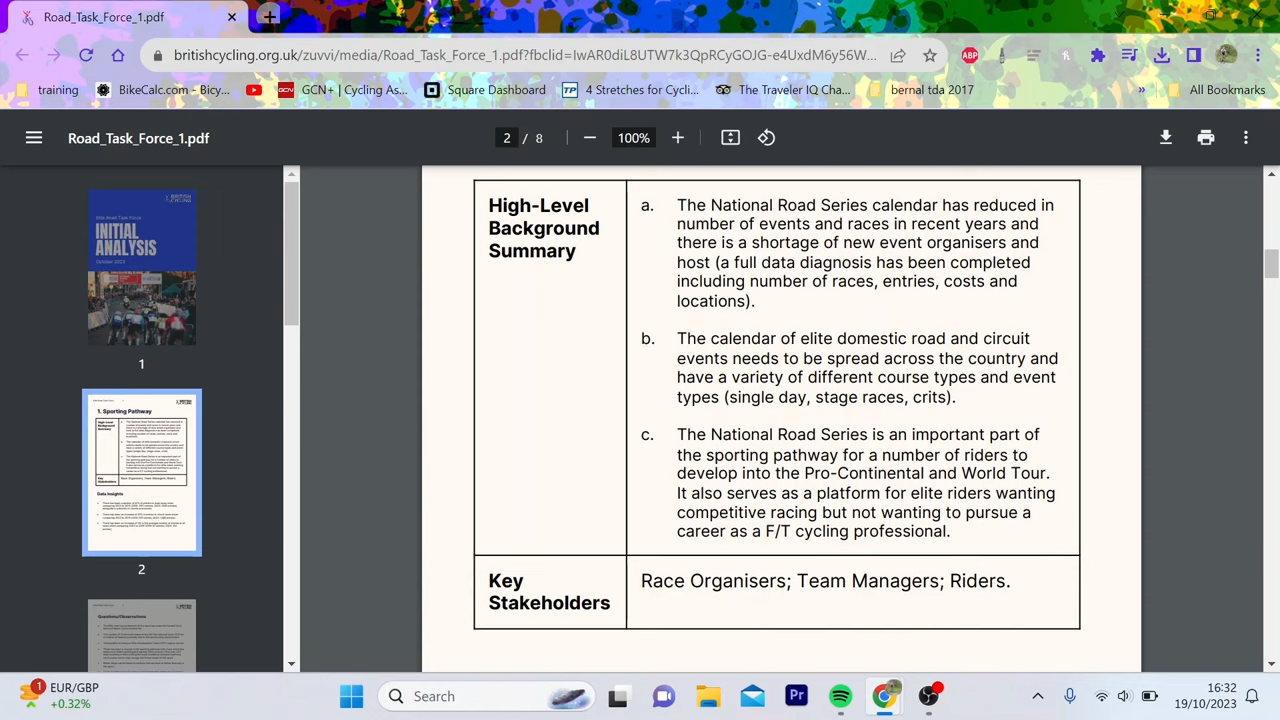 Road_Task_Force_1.pdf
britishcycling.org.uk/zuvvi/media/Road_Task_Force_1.pdf?fbclid=IwAR0diL8UTW7k3QpRCyGOJG-e4UxdM6y56W...
training
BikeCalc.com - Bicy...
GCN+ | Cycling As...
Square Dashboard
4 Stretches for Cycli...
The Traveler IQ Cha...
bernal tda 2017
»
All Bookmarks
Road_Task_Force_1.pdf
2 / 8
100%
INITIAL
ANALYSIS
1
1. Sporting Pathway
Data insights
2
Questions/Observations
High-Level
Background
Summary
a. The National Road Series calendar has reduced in
number of events and races in recent years and
there is a shortage of new event organisers and
host (a full data diagnosis has been completed
including number of races, entries, costs and
locations).
b. The calendar of elite domestic road and circuit
events needs to be spread across the country and
have a variety of different course types and event
types (single day, stage races, crits).
c. The National Road Series is an important part of
the sporting pathway for a number of riders to
develop into the Pro-Continental and World Tour.
It also serves as a platform for elite riders wanting
competitive racing but not wanting to pursue a
career as a F/T cycling professional.
Key
Stakeholders
Race Organisers; Team Managers; Riders.
1
EUR/GBP
+0.32%
Search
Pr
16:32
19/10/2023